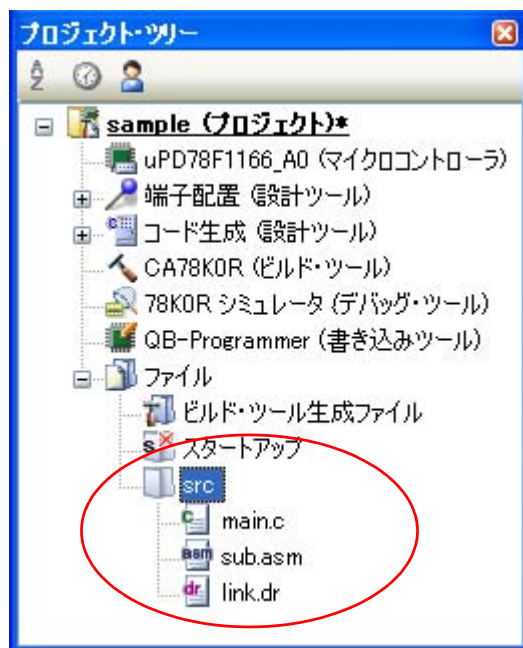 プロジェクト・ツリー
sample (プロジェクト)*
uPD78F1166_A0 (マイクロコントローラ)
端子配置 (設計ツール)
コード生成 (設計ツール)
CA78K0R (ビルド・ツール)
78K0R シミュレータ (デバッグ・ツール)
QB-Programmer (書き込みツール)
ファイル
ビルド・ツール生成ファイル
スタートアップ
src
main.c
sub.asm
link.dr